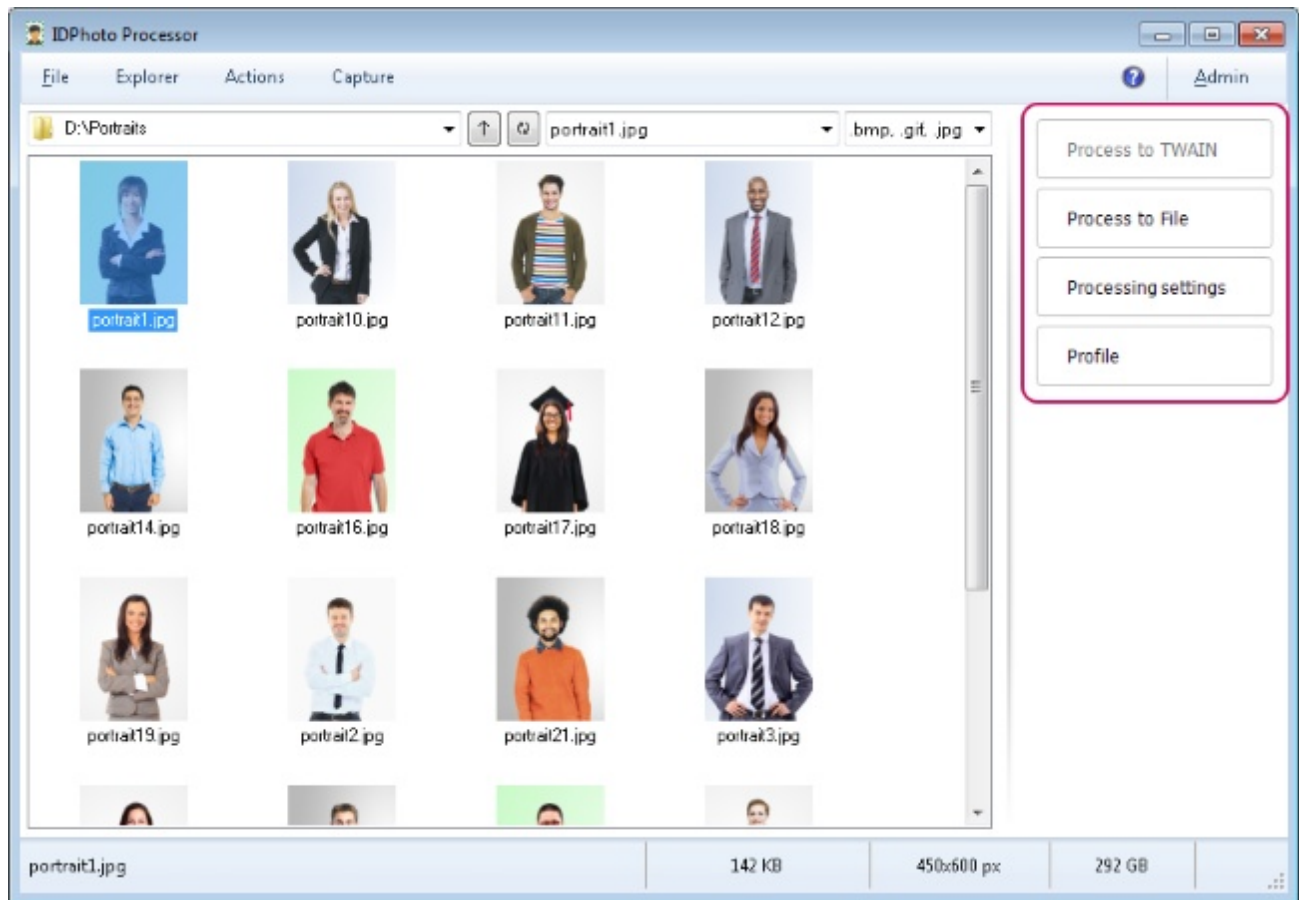 IDPhoto Processor
File Explorer Actions Capture Admin
D:\Portraits portrait1.jpg .bmp, .gif, .jpg
Process to TWAIN
Process to File
Processing settings
Profile
portrait1.jpg portrait10.jpg portrait11.jpg portrait12.jpg
portrait14.jpg portrait16.jpg portrait17.jpg portrait18.jpg
portrait19.jpg portrait2.jpg portrait21.jpg portrait3.jpg
portrait1.jpg 142 KB 450x600 px 292 GB